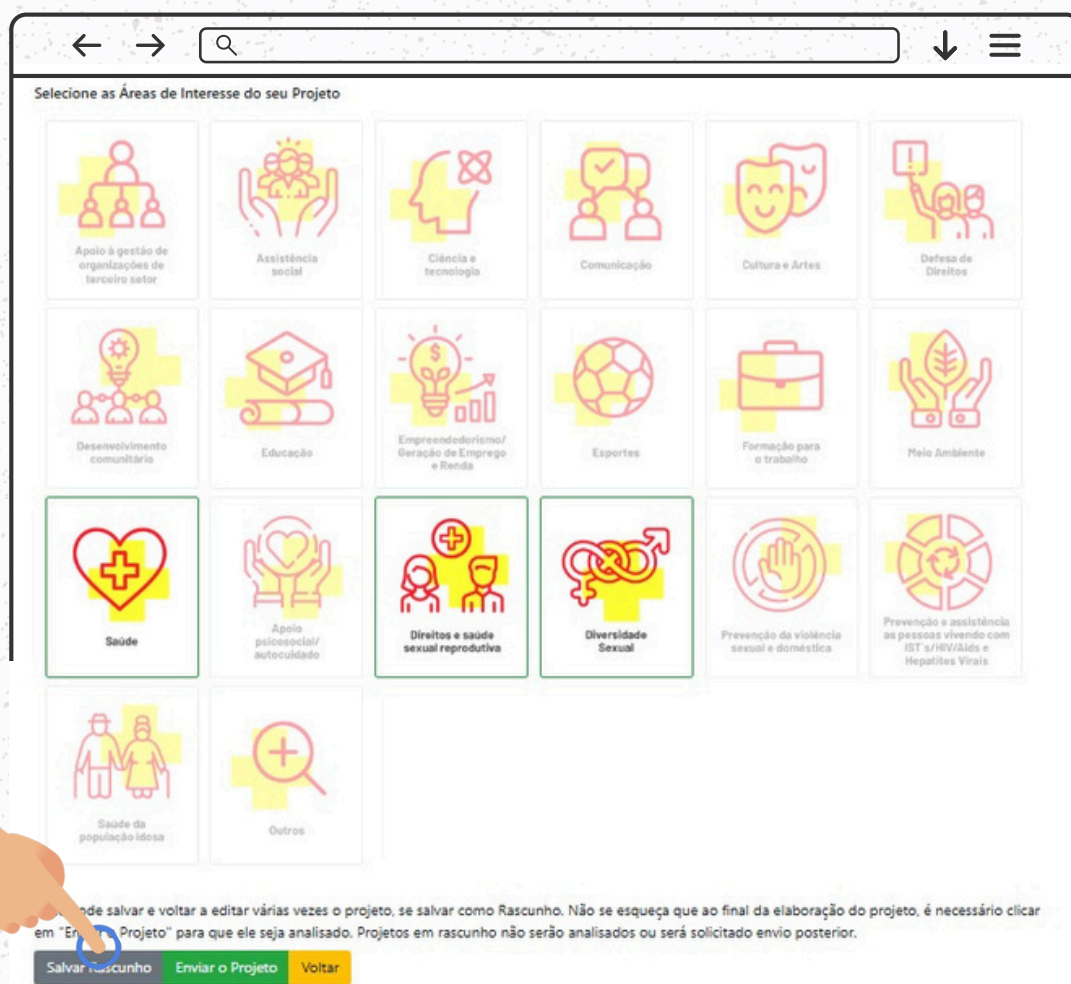 Selecione as Áreas de Interesse do seu Projeto
Apoio à gestão de
organizações de
terceiro setor
Assistência
social
Ciência e
tecnologia
Comunicação
Cultura e Artes
Defesa de
Direitos
Desenvolvimento
comunitário
Educação
Empreendedorismo/
Geração de Emprego
e Renda
Esportes
Formação para
o trabalho
Meio Ambiente
Saúde
Apoio
psicosocial/
autocuidado
Direitos e saúde
sexual reprodutiva
Diversidade
Sexual
Prevenção da violência
sexual e doméstica
Prevenção e assistência
as pessoas vivendo com
IST's/HIV/Aids e
Hepatites Virais
Saúde da
população idosa
Outros
salvar e voltar a editar várias vezes o projeto, se salvar como Rascunho. Não se esqueça que ao final da elaboração do projeto, é necessário clicar
em Projeto" para que ele seja analisado. Projetos em rascunho não serão analisados ou será solicitado envio posterior.
Salvar Rascunho Enviar o Projeto Voltar